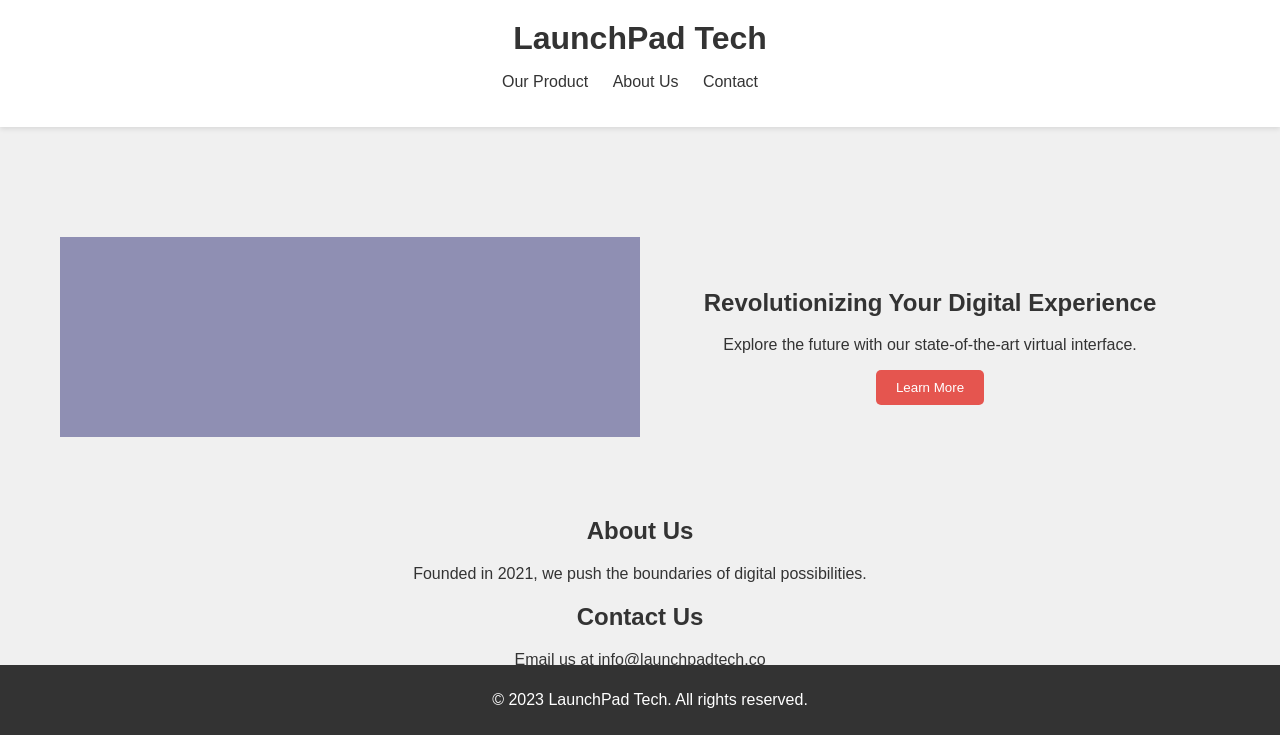 LaunchPad Tech
Our Product About Us Contact
Revolutionizing Your Digital Experience
Explore the future with our state-of-the-art virtual interface.
Learn More
About Us
Founded in 2021, we push the boundaries of digital possibilities.
Contact Us
Email us at info@launchpadtech.co
© 2023 LaunchPad Tech. All rights reserved.